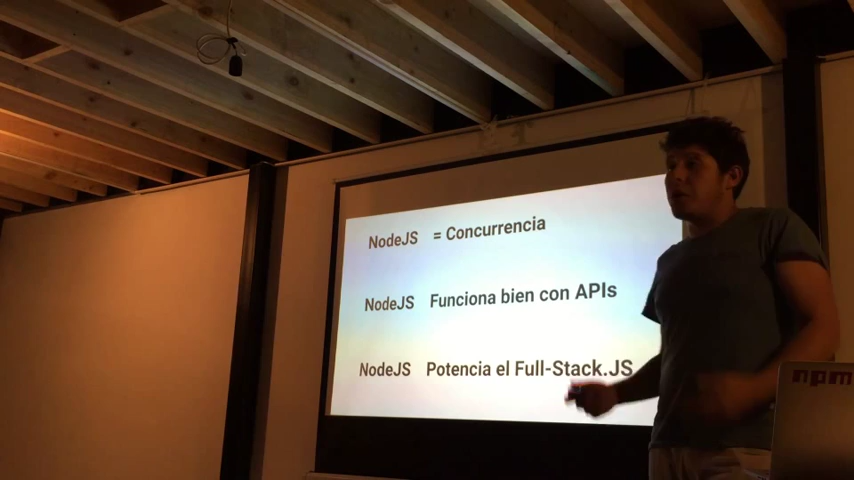 NodeJS = Concurrencia
NodeJS Funciona bien con APIs
NodeJS Potencia el Full-Stack.JS
npm